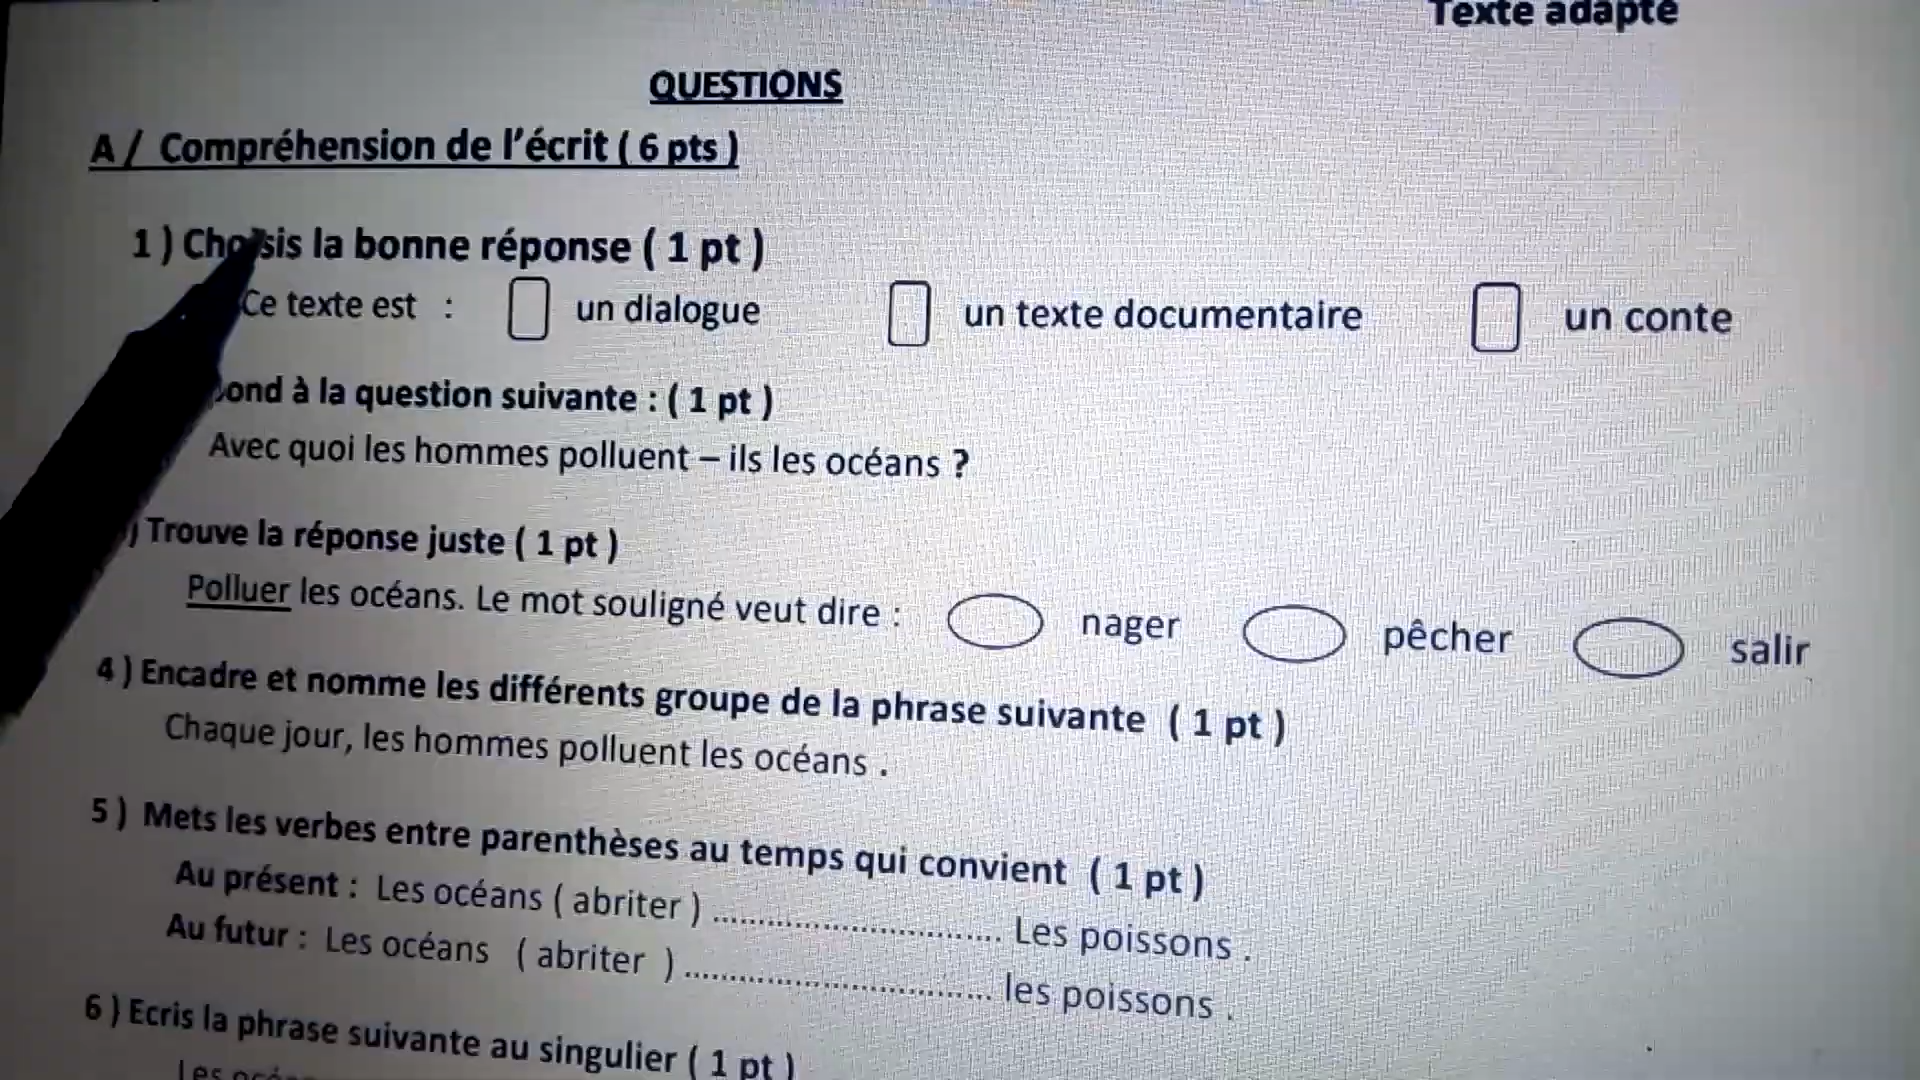 Texte adapté
QUESTIONS
A / Compréhension de l'écrit ( 6 pts )
1 ) Choisis la bonne réponse ( 1 pt )
Ce texte est : un dialogue un texte documentaire un conte
à la question suivante : ( 1 pt )
Avec quoi les hommes polluent – ils les océans ?
) Trouve la réponse juste ( 1 pt )
Polluer les océans. Le mot souligné veut dire : nager pêcher salir
4 ) Encadre et nomme les différents groupe de la phrase suivante ( 1 pt )
Chaque jour, les hommes polluent les océans .
5 ) Mets les verbes entre parenthèses au temps qui convient ( 1 pt )
Au présent : Les océans ( abriter ) .............................. Les poissons .
Au futur : Les océans ( abriter ) ................................ les poissons .
6 ) Ecris la phrase suivante au singulier ( 1 pt )
Les